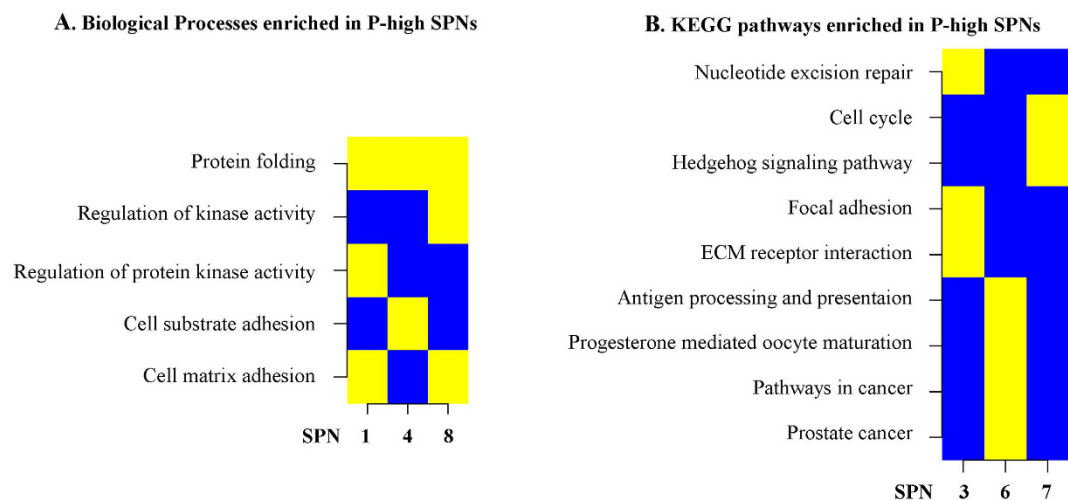 A. Biological Processes enriched in P-high SPNs
Protein folding
Regulation of kinase activity
Regulation of protein kinase activity
Cell substrate adhesion
Cell matrix adhesion
SPN 1 4 8
B. KEGG pathways enriched in P-high SPNs
Nucleotide excision repair
Cell cycle
Hedgehog signaling pathway
Focal adhesion
ECM receptor interaction
Antigen processing and presentaion
Progesterone mediated oocyte maturation
Pathways in cancer
Prostate cancer
SPN 3 6 7